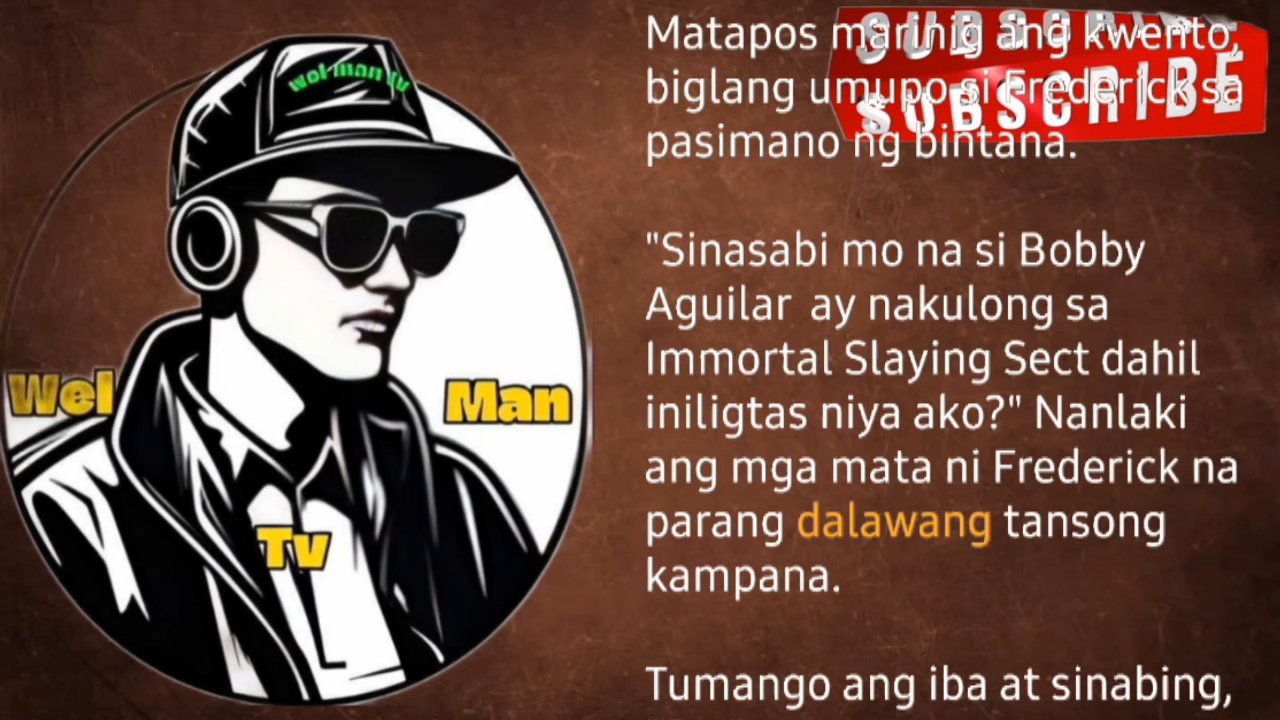 wel man tv
Wel
Man
Tv
SUBSCRIBE
SUBSCRIBE
Matapos marinig ang kwento,
biglang umupo si Frederick sa
pasimano ng bintana.
"Sinasabi mo na si Bobby
Aguilar ay nakulong sa
Immortal Slaying Sect dahil
iniligtas niya ako?" Nanlaki
ang mga mata ni Frederick na
parang dalawang tansong
kampana.
Tumango ang iba at sinabing,